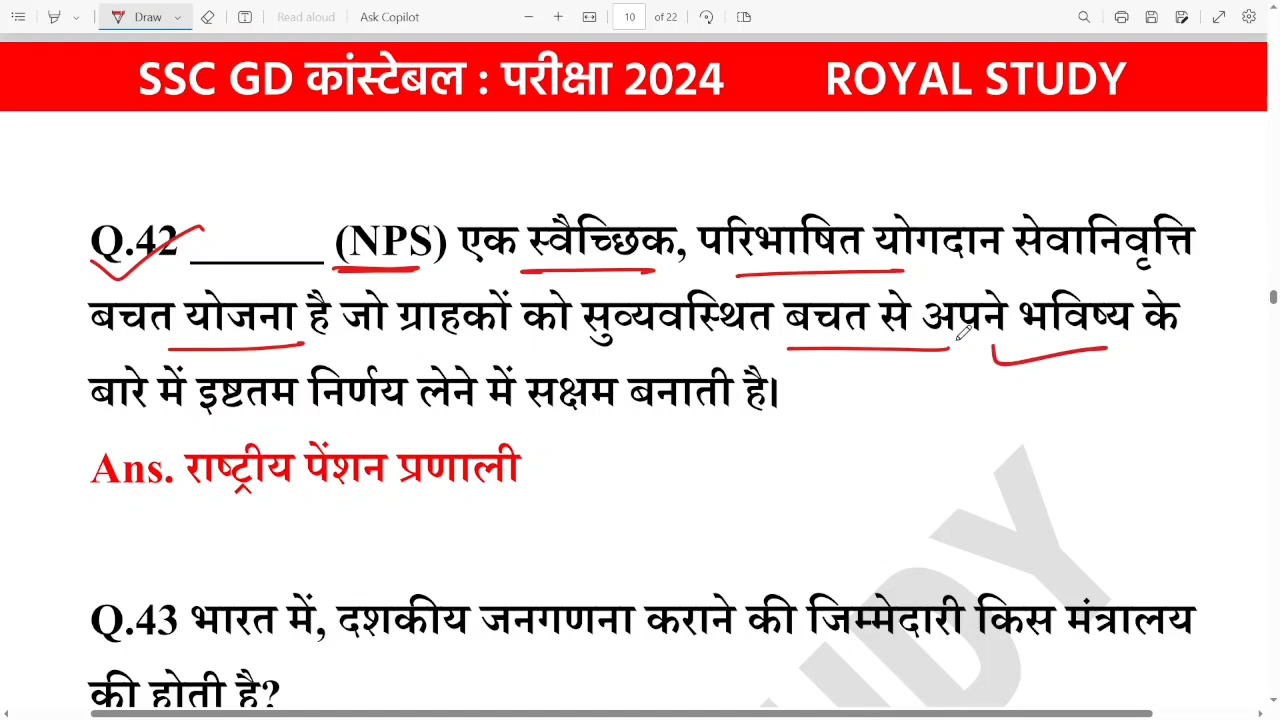 Draw
Read aloud
Ask Copilot
10 of 22
SSC GD कांस्टेबल : परीक्षा 2024 ROYAL STUDY
Q.42 ______ (NPS) एक स्वैच्छिक, परिभाषित योगदान सेवानिवृत्ति
बचत योजना है जो ग्राहकों को सुव्यवस्थित बचत से अपने भविष्य के
बारे में इष्टतम निर्णय लेने में सक्षम बनाती है।
Ans. राष्ट्रीय पेंशन प्रणाली
Q.43 भारत में, दशकीय जनगणना कराने की जिम्मेदारी किस मंत्रालय
की होती है?
UDY